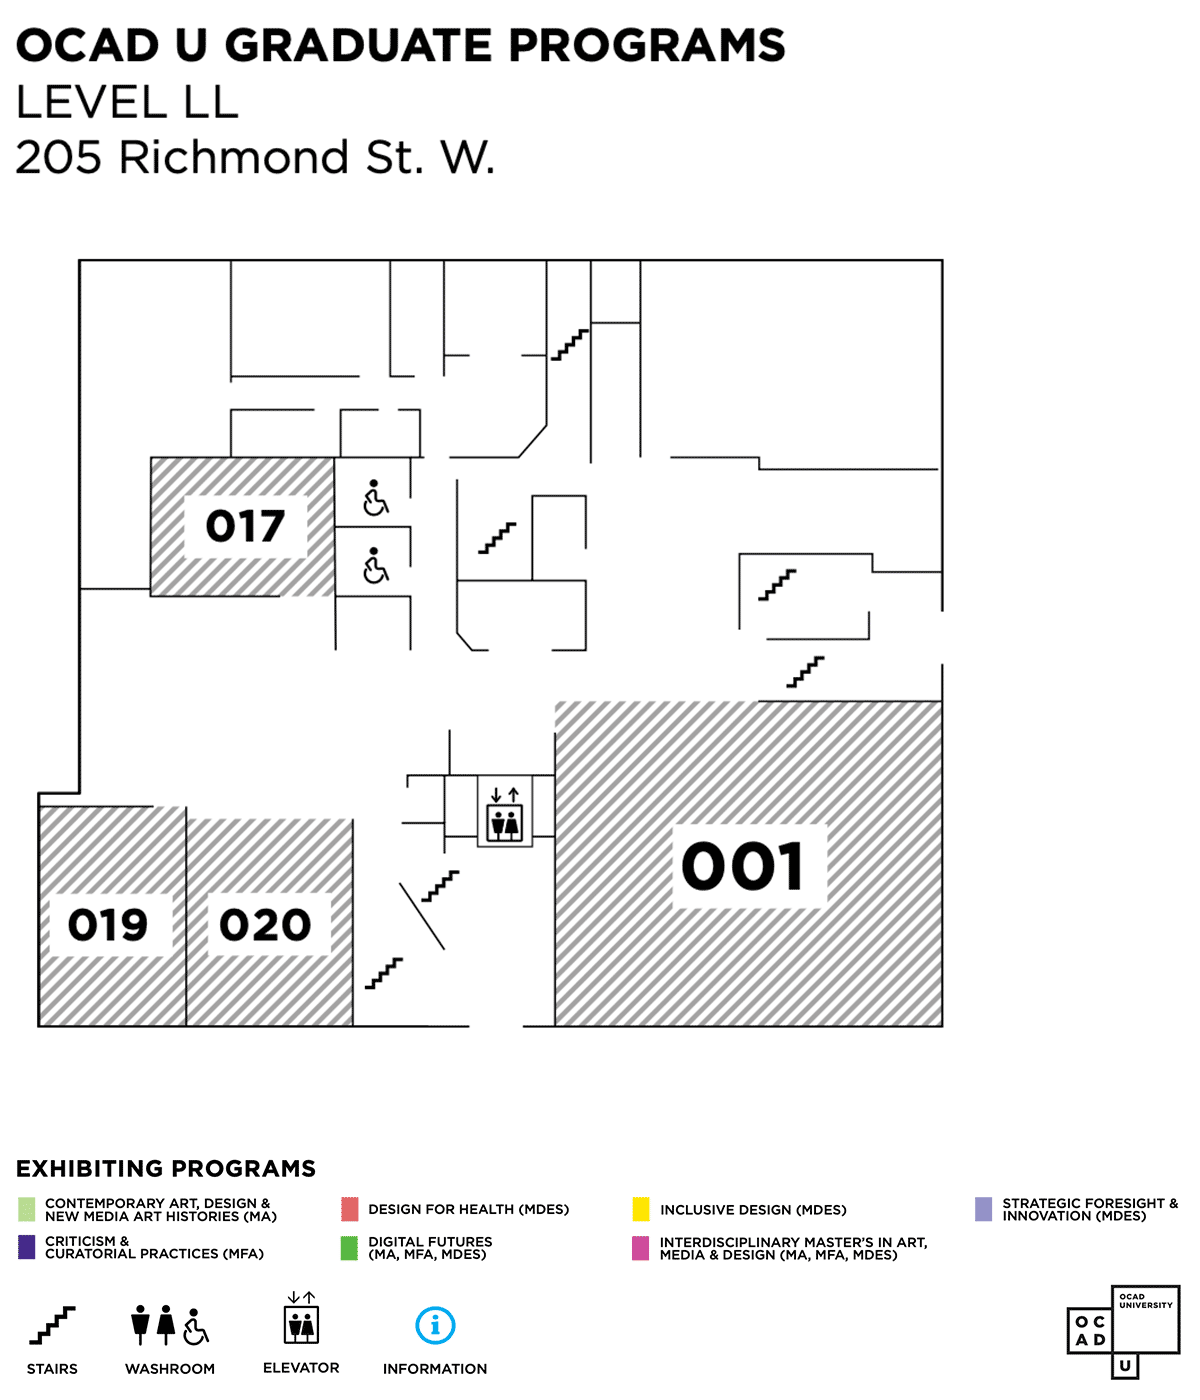 OCAD U GRADUATE PROGRAMS
LEVEL LL
205 Richmond St. W.
017
001
019
020
EXHIBITING PROGRAMS
CONTEMPORARY ART, DESIGN &
NEW MEDIA ART HISTORIES (MA)
DESIGN FOR HEALTH (MDES)
INCLUSIVE DESIGN (MDES)
STRATEGIC FORESIGHT &
INNOVATION (MDES)
CRITICISM &
CURATORIAL PRACTICES (MFA)
DIGITAL FUTURES
(MA, MFA, MDES)
INTERDISCIPLINARY MASTER'S IN ART,
MEDIA & DESIGN (MA, MFA, MDES)
STAIRS
WASHROOM
ELEVATOR
INFORMATION
OCAD
UNIVERSITY
O C
A D
U